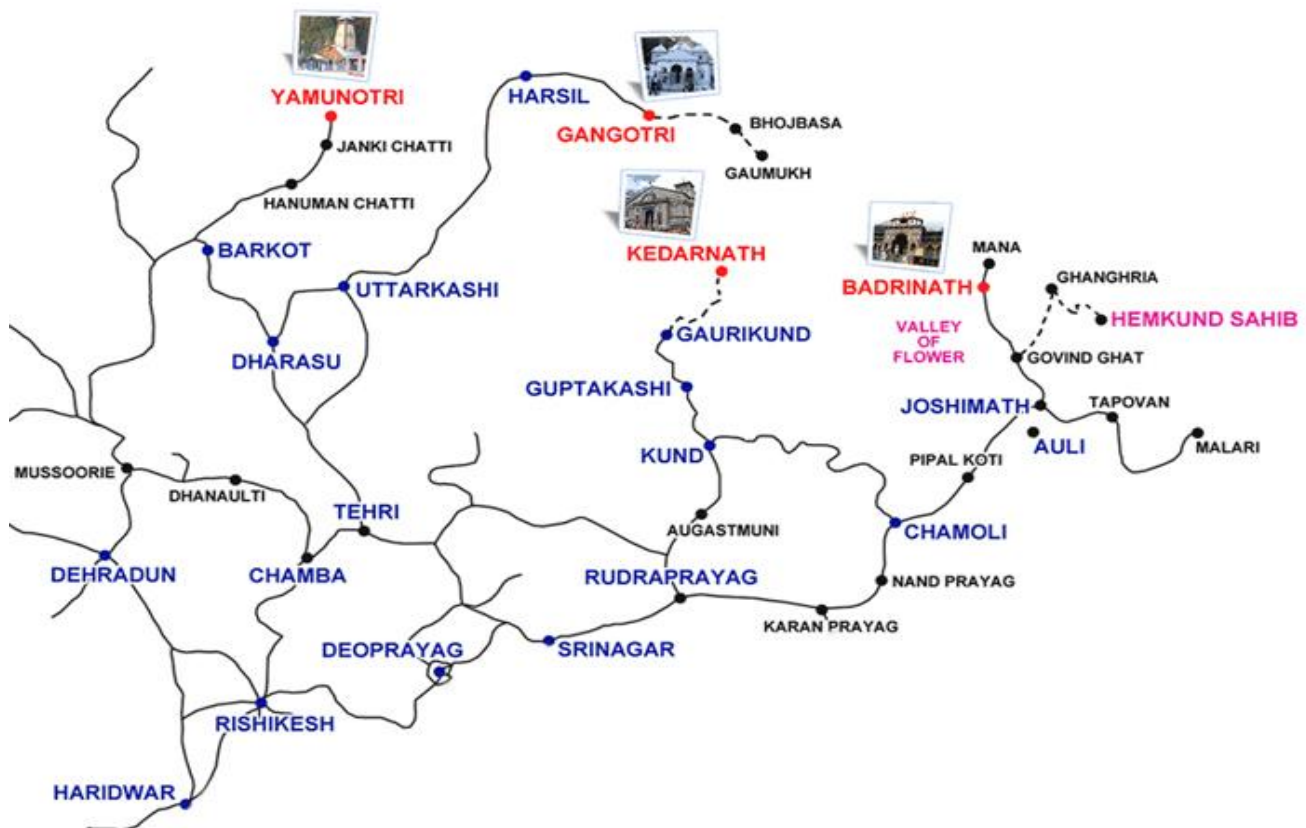 YAMUNOTRI
HARSIL
GANGOTRI
BHOJBASA
JANKI CHATTI
GAUMUKH
HANUMAN CHATTI
BARKOT
KEDARNATH
MANA
GHANGHRIA
UTTARKASHI
BADRINATH
HEMKUND SAHIB
VALLEY
OF
FLOWER
GAURIKUND
DHARASU
GOVIND GHAT
GUPTAKASHI
JOSHIMATH
TAPOVAN
AULI
MALARI
KUND
PIPAL KOTI
MUSSOORIE
DHANAULTI
TEHRI
AUGASTMUNI
CHAMOLI
DEHRADUN
CHAMBA
RUDRAPRAYAG
NAND PRAYAG
KARAN PRAYAG
DEOPRAYAG
SRINAGAR
RISHIKESH
HARIDWAR